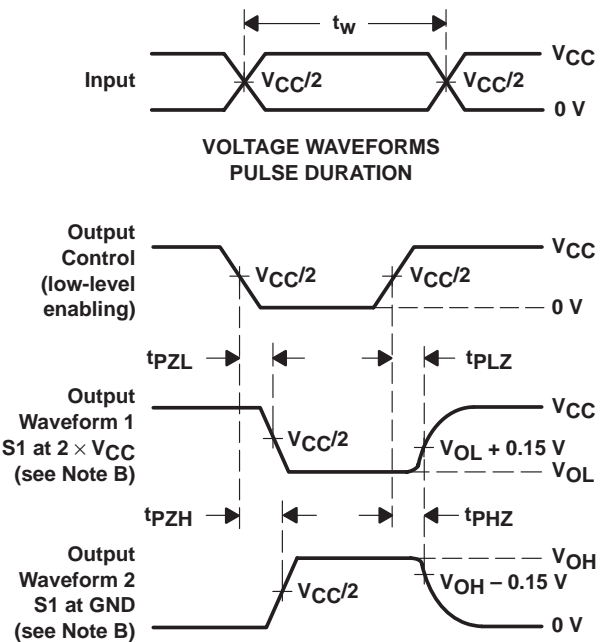 tw
Input
VCC
VCC/2
VCC/2
0 V
VOLTAGE WAVEFORMS
PULSE DURATION
Output
Control
(low-level
enabling)
VCC
VCC/2
VCC/2
0 V
tPZL
tPLZ
Output
Waveform 1
S1 at 2 × VCC
(see Note B)
VCC
VCC/2
VOL + 0.15 V
VOL
tPZH
tPHZ
Output
Waveform 2
S1 at GND
(see Note B)
VOH
VCC/2
VOH − 0.15 V
0 V